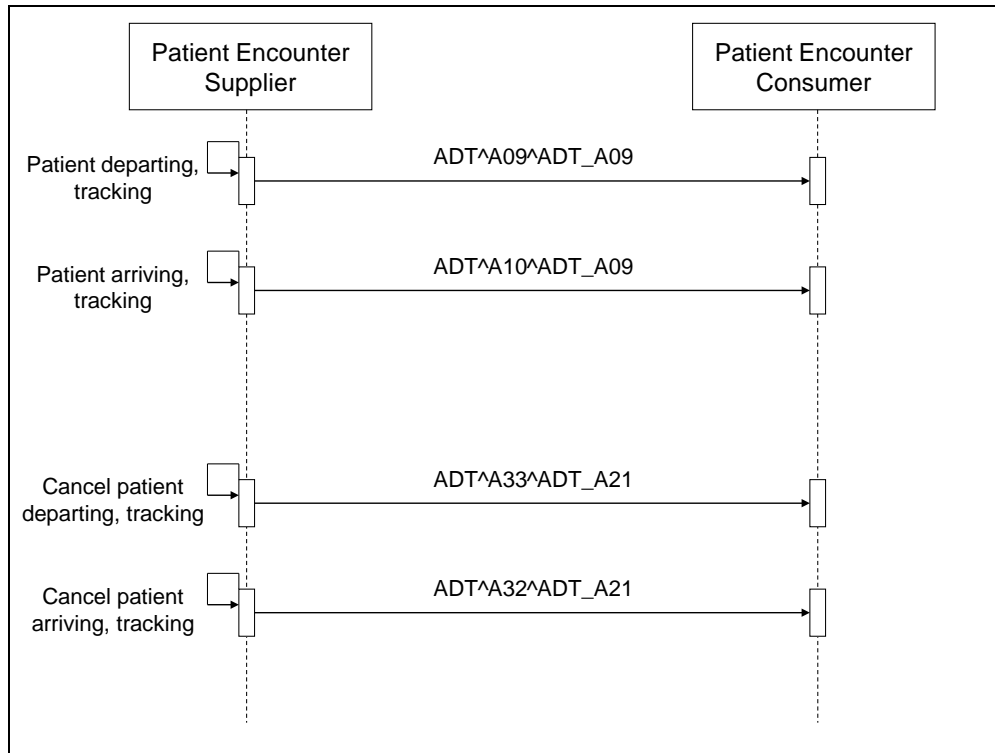 Patient Encounter
Supplier
Patient Encounter
Consumer
Patient departing,
tracking
ADT^A09^ADT_A09
Patient arriving,
tracking
ADT^A10^ADT_A09
Cancel patient
departing, tracking
ADT^A33^ADT_A21
Cancel patient
arriving, tracking
ADT^A32^ADT_A21